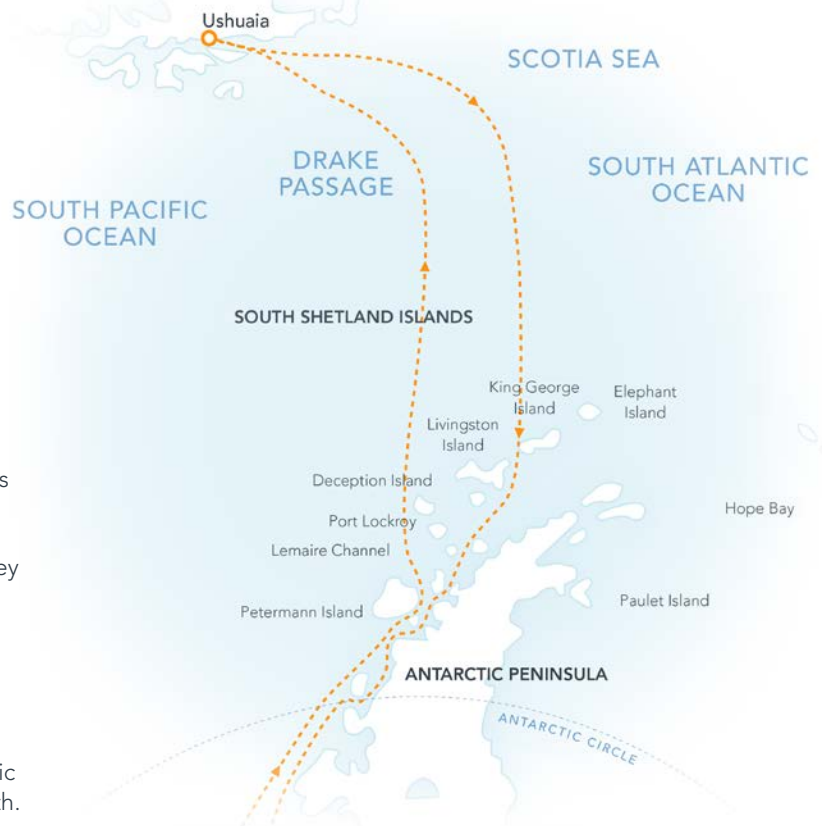 Ushuaia
SCOTIA SEA
DRAKE
PASSAGE
SOUTH ATLANTIC
OCEAN
SOUTH PACIFIC
OCEAN
SOUTH SHETLAND ISLANDS
King George
Island
Elephant
Island
Livingston
Island
Deception Island
Port Lockroy
Hope Bay
Lemaire Channel
Petermann Island
Paulet Island
ANTARCTIC PENINSULA
ANTARCTIC CIRCLE